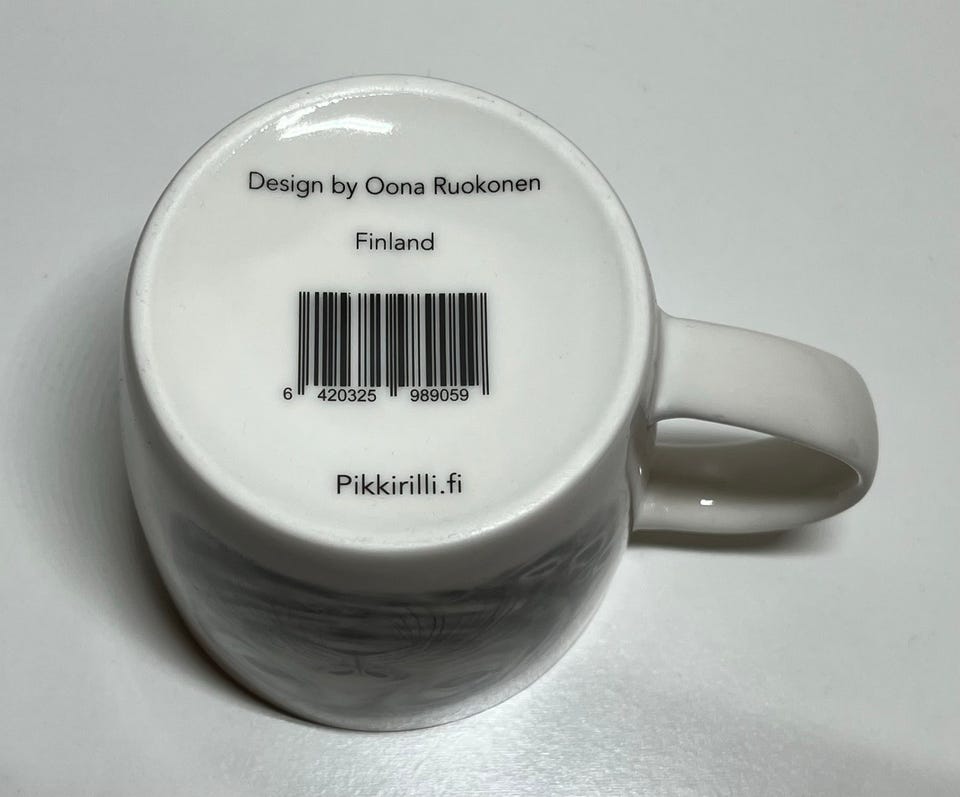 Design by Oona Ruokonen
Finland
6 420325 989059
Pikkirilli.fi